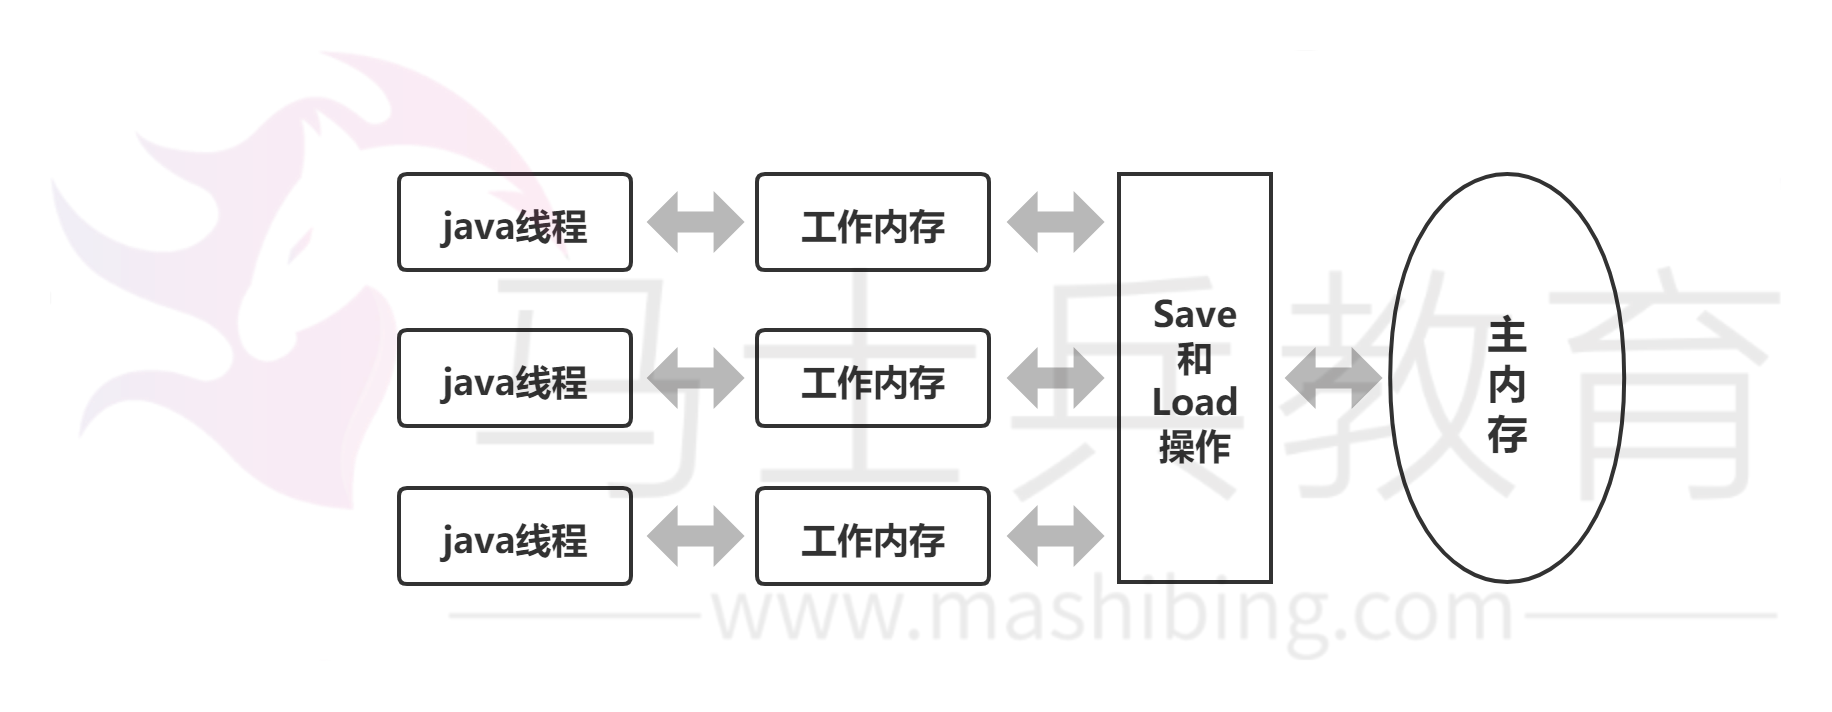 java线程
工作内存
java线程
工作内存
java线程
工作内存
Save
和
Load
操作
主
内
存
马士兵教育
www.mashibing.com